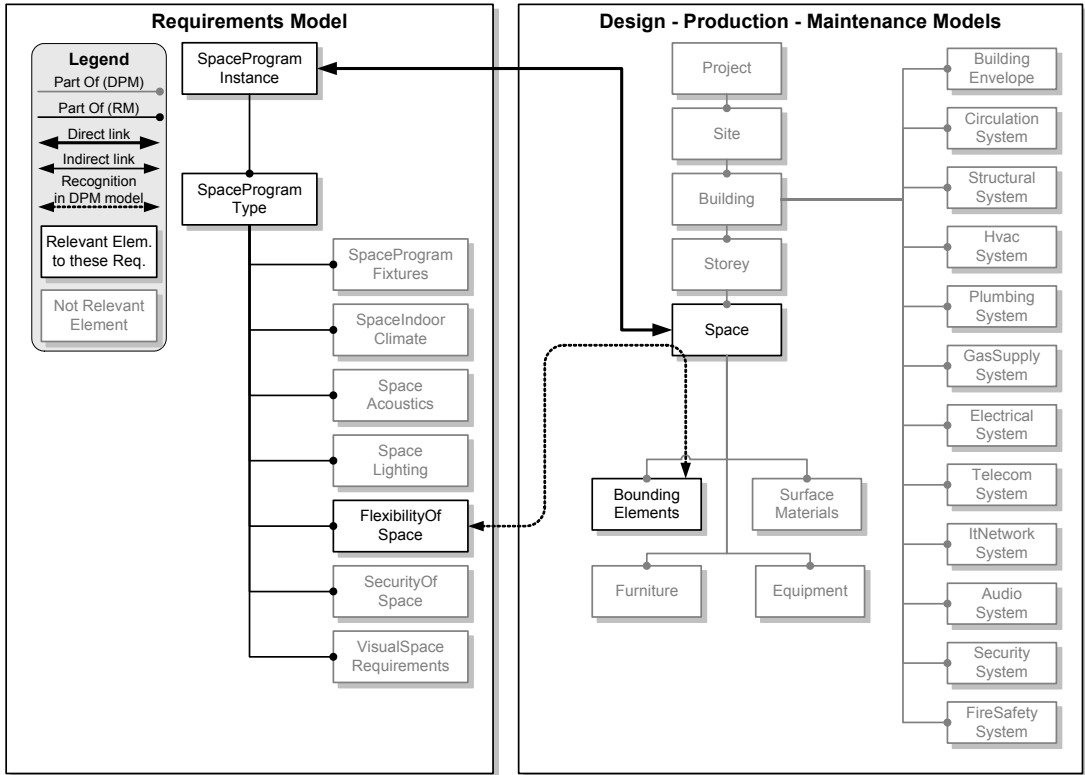 Requirements Model
Legend
Part Of (DPM)
Part Of (RM)
Direct link
Indirect link
Recognition
in DPM model
Relevant Elem.
to these Req.
Not Relevant
Element
SpaceProgram
Instance
SpaceProgram
Type
SpaceProgram
Fixtures
SpaceIndoor
Climate
Space
Acoustics
Space
Lighting
FlexibilityOf
Space
SecurityOf
Space
VisualSpace
Requirements
Design - Production - Maintenance Models
Project
Site
Building
Storey
Space
Bounding
Elements
Surface
Materials
Furniture
Equipment
Building
Envelope
Circulation
System
Structural
System
Hvac
System
Plumbing
System
GasSupply
System
Electrical
System
Telecom
System
ItNetwork
System
Audio
System
Security
System
FireSafety
System